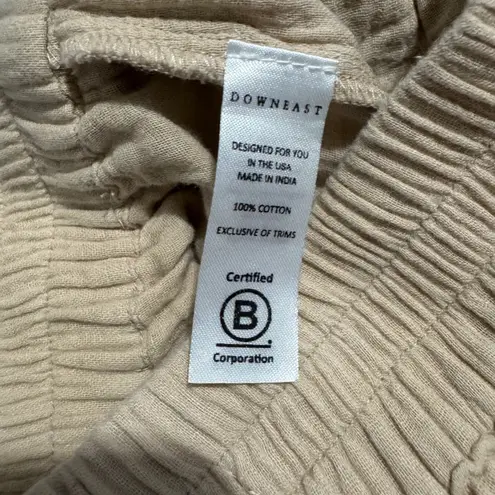 DOWNEAST
DESIGNED FOR YOU
IN THE USA
MADE IN INDIA
100% COTTON
EXCLUSIVE OF TRIMS
Certified
B
Corporation